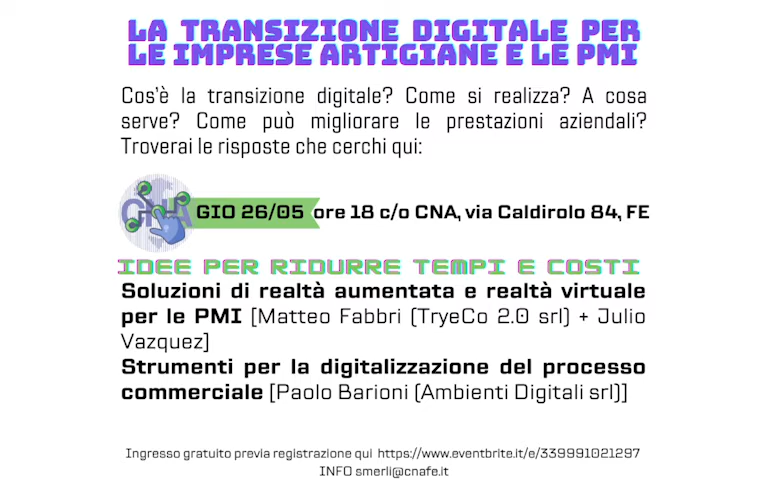 LA TRANSIZIONE DIGITALE PER
LE IMPRESE ARTIGIANE E LE PMI
Cos'è la transizione digitale? Come si realizza? A cosa
serve? Come può migliorare le prestazioni aziendali?
Troverai le risposte che cerchi qui:
CNA
GIO 26/05 ore 18 c/o CNA, via Caldirolo 84, FE
IDEE PER RIDURRE TEMPI E COSTI
Soluzioni di realtà aumentata e realtà virtuale
per le PMI [Matteo Fabbri (TryeCo 2.0 srl) + Julio
Vazquez]
Strumenti per la digitalizzazione del processo
commerciale [Paolo Barioni (Ambienti Digitali srl)]
Ingresso gratuito previa registrazione qui https://www.eventbrite.it/e/339991021297
INFO smerli@cnafe.it